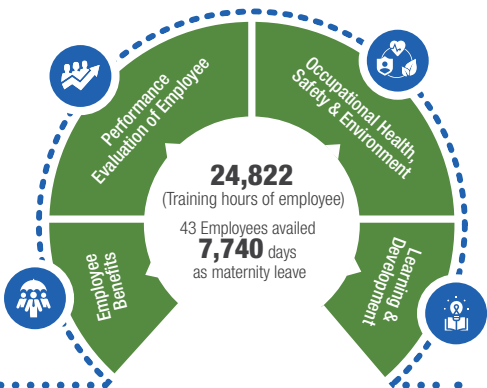 Performance
Evaluation of Employee
Occupational Health,
Safety & Environment
24,822
(Training hours of employee)
43 Employees availed
7,740 days
as maternity leave
Employee
Benefits
Learning &
Development